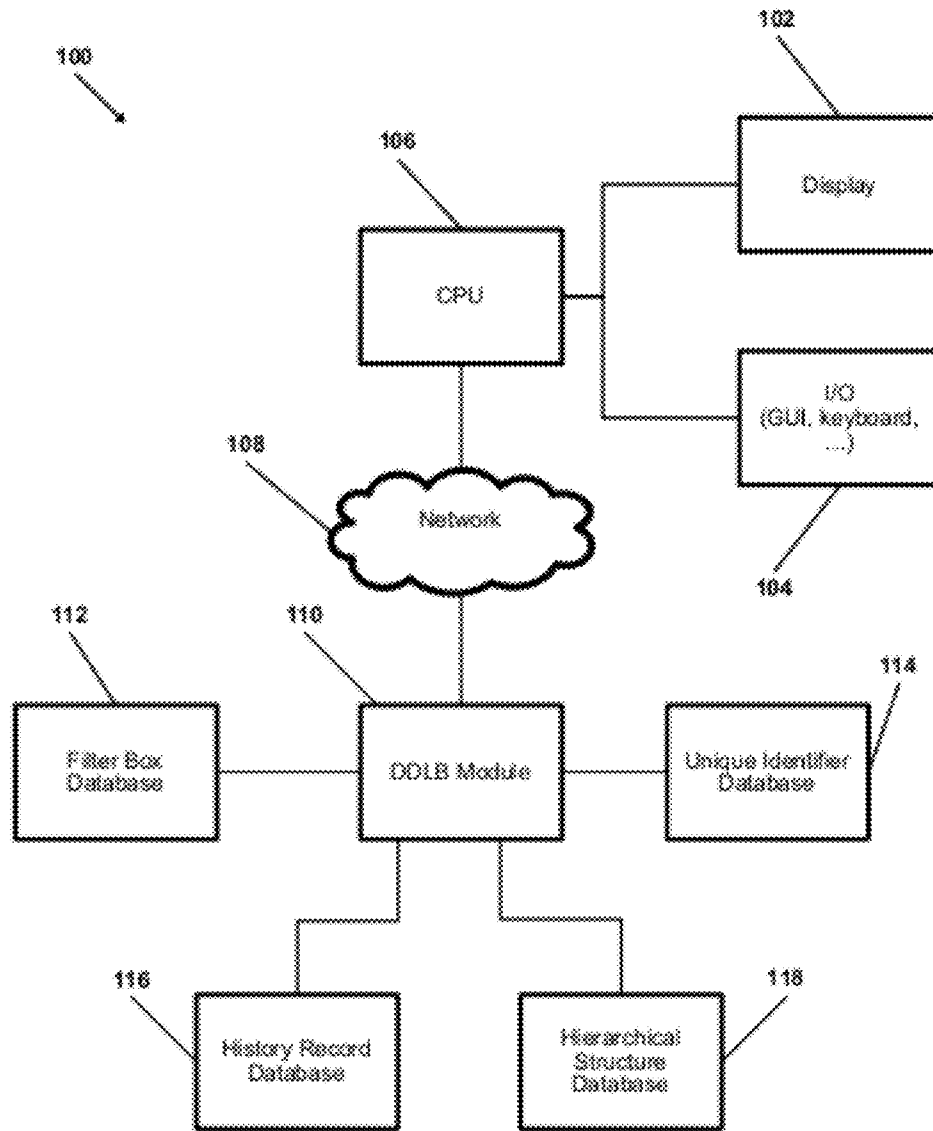 100
102
106
Display
CPU
I/O
(GUI, keyboard,
...)
108
Network
104
112
110
114
Filter Box
Database
DDLB Module
Unique Identifier
Database
116
118
History Record
Database
Hierarchical
Structure
Database